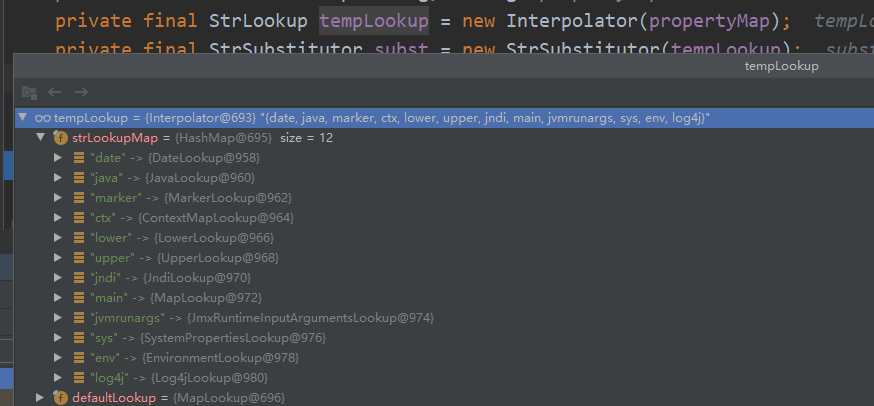 private final StrLookup tempLookup = new Interpolator(propertyMap); tempLo
private final StrSubstitutor subst = new StrSubstitutor(tempLookup); subst
tempLookup
tempLookup = {Interpolator@693} "{date, java, marker, ctx, lower, upper, jndi, main, jvmrunargs, sys, env, log4j}"
f strLookupMap = {HashMap@695} size = 12
"date" -> {DateLookup@958}
"java" -> {JavaLookup@960}
"marker" -> {MarkerLookup@962}
"ctx" -> {ContextMapLookup@964}
"lower" -> {LowerLookup@966}
"upper" -> {UpperLookup@968}
"jndi" -> {JndiLookup@970}
"main" -> {MapLookup@972}
"jvmrunargs" -> {JmxRuntimeInputArgumentsLookup@974}
"sys" -> {SystemPropertiesLookup@976}
"env" -> {EnvironmentLookup@978}
"log4j" -> {Log4jLookup@980}
f defaultLookup = {MapLookup@696}